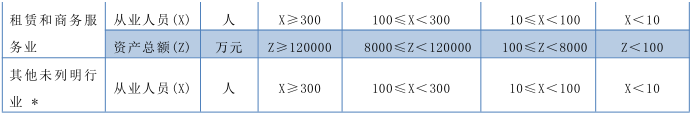 租赁和商务服务业 从业人员(X) 人 X≥300 100≤X＜300 10≤X＜100 X＜10
资产总额(Z) 万元 Z≥120000 8000≤Z＜120000 100≤Z＜8000 Z＜100
其他未列明行业 * 从业人员(X) 人 X≥300 100≤X＜300 10≤X＜100 X＜10